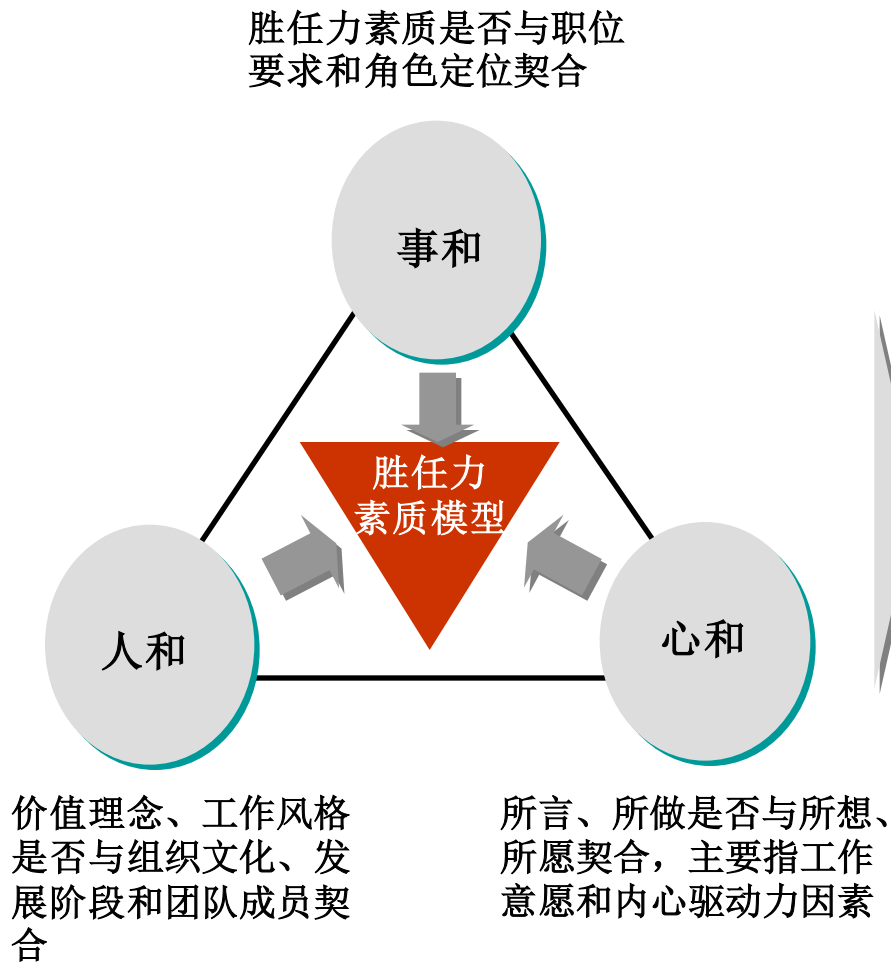 胜任力素质是否与职位
要求和角色定位契合
事和
胜任力
素质模型
人和
心和
价值理念、工作风格
是否与组织文化、发
展阶段和团队成员契
合
所言、所做是否与所想、
所愿契合，主要指工作
意愿和内心驱动力因素